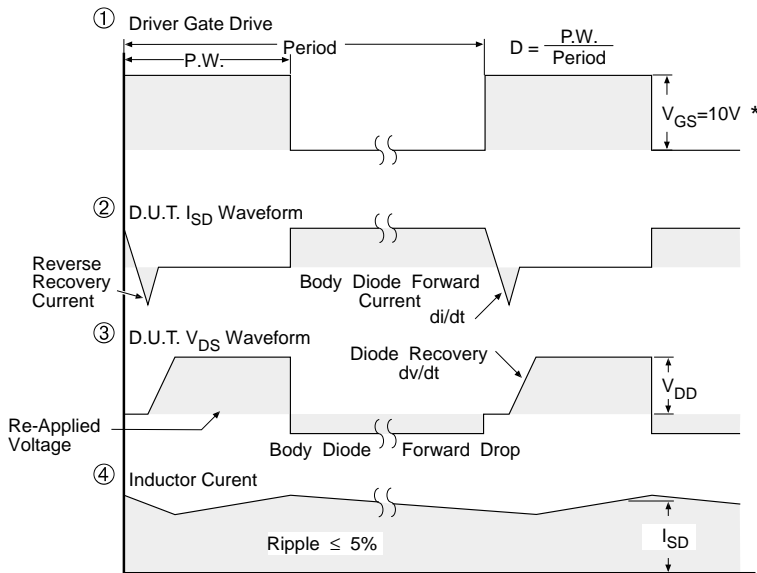 ① Driver Gate Drive
Period
P.W.
D = P.W. / Period
V_GS=10V *
② D.U.T. I_SD Waveform
Reverse
Recovery
Current
Body Diode Forward
Current
di/dt
③ D.U.T. V_DS Waveform
Diode Recovery
dv/dt
V_DD
Re-Applied
Voltage
Body Diode Forward Drop
④ Inductor Curent
Ripple ≤ 5%
I_SD